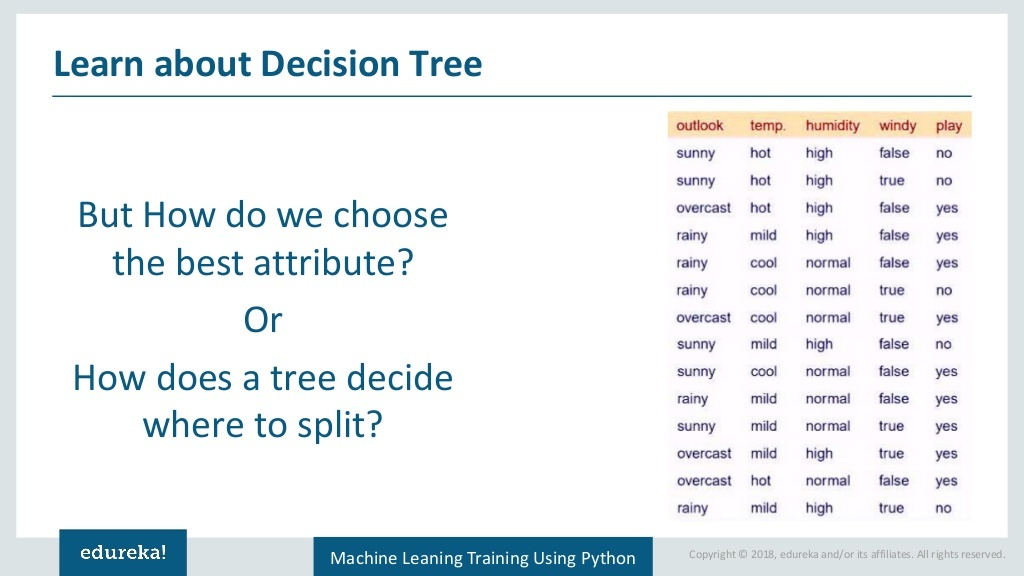 Learn about Decision Tree
But How do we choose
the best attribute?
Or
How does a tree decide
where to split?
outlook temp. humidity windy play
sunny hot high false no
sunny hot high true no
overcast hot high false yes
rainy mild high false yes
rainy cool normal false yes
rainy cool normal true no
overcast cool normal true yes
sunny mild high false no
sunny cool normal false yes
rainy mild normal false yes
sunny mild normal true yes
overcast mild high true yes
overcast hot normal false yes
rainy mild high true no
edureka!
Machine Leaning Training Using Python
Copyright © 2018, edureka and/or its affiliates. All rights reserved.